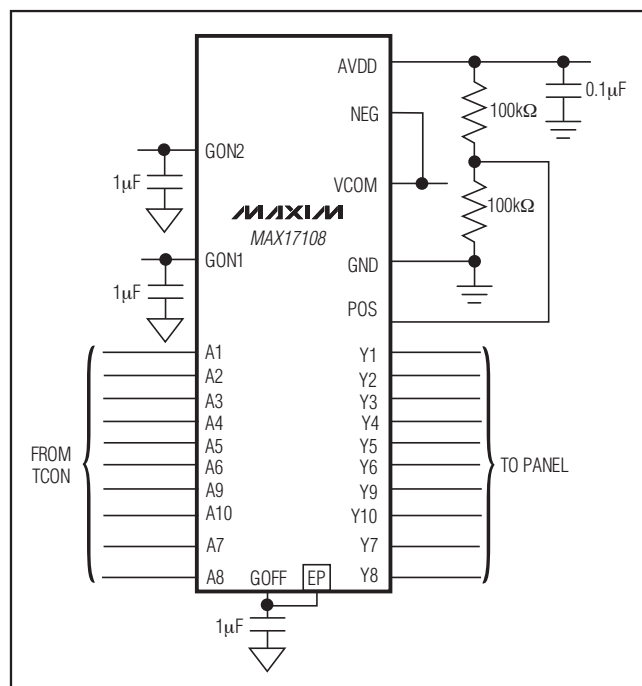 AVDD
0.1μF
100kΩ
NEG
GON2
1μF
VCOM
MAXIM
100kΩ
MAX17108
GON1
GND
1μF
POS
A1 Y1
A2 Y2
A3 Y3
A4 Y4
FROM TCON
A5 Y5
TO PANEL
A6 Y6
A9 Y9
A10 Y10
A7 Y7
A8 GOFF EP Y8
1μF